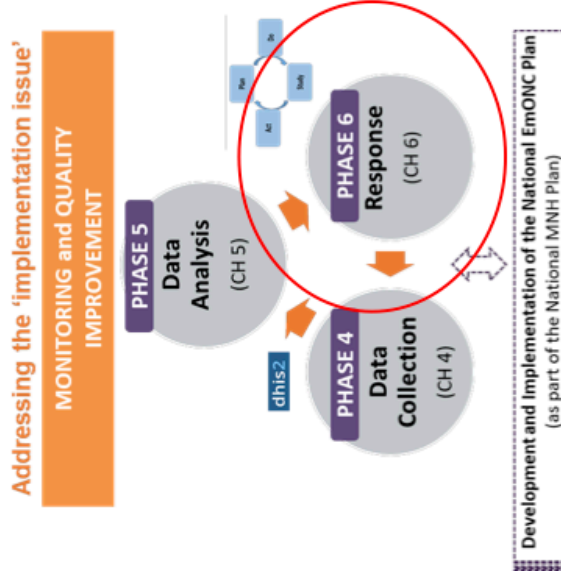 Addressing the ‘implementation issue’
MONITORING and QUALITY
IMPROVEMENT
PHASE 5
Data
Analysis
(CH 5)
Plan
Do
Study
Act
dhis2
PHASE 4
Data
Collection
(CH 4)
PHASE 6
Response
(CH 6)
Development and Implementation of the National EmONC Plan
(as part of the National MNH Plan)